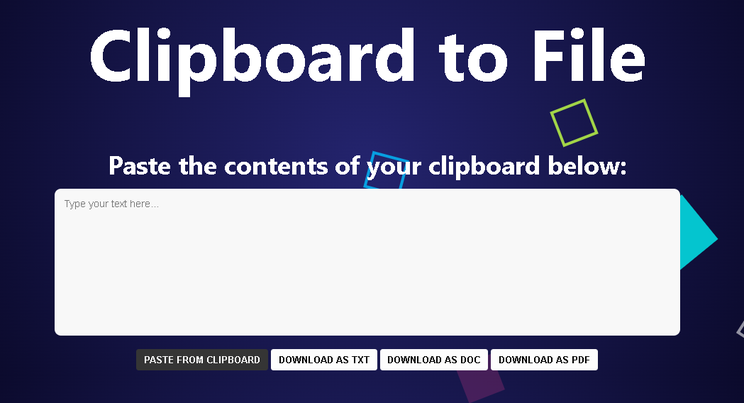 Clipboard to File
Paste the contents of your clipboard below:
Type your text here...
PASTE FROM CLIPBOARD DOWNLOAD AS TXT DOWNLOAD AS DOC DOWNLOAD AS PDF